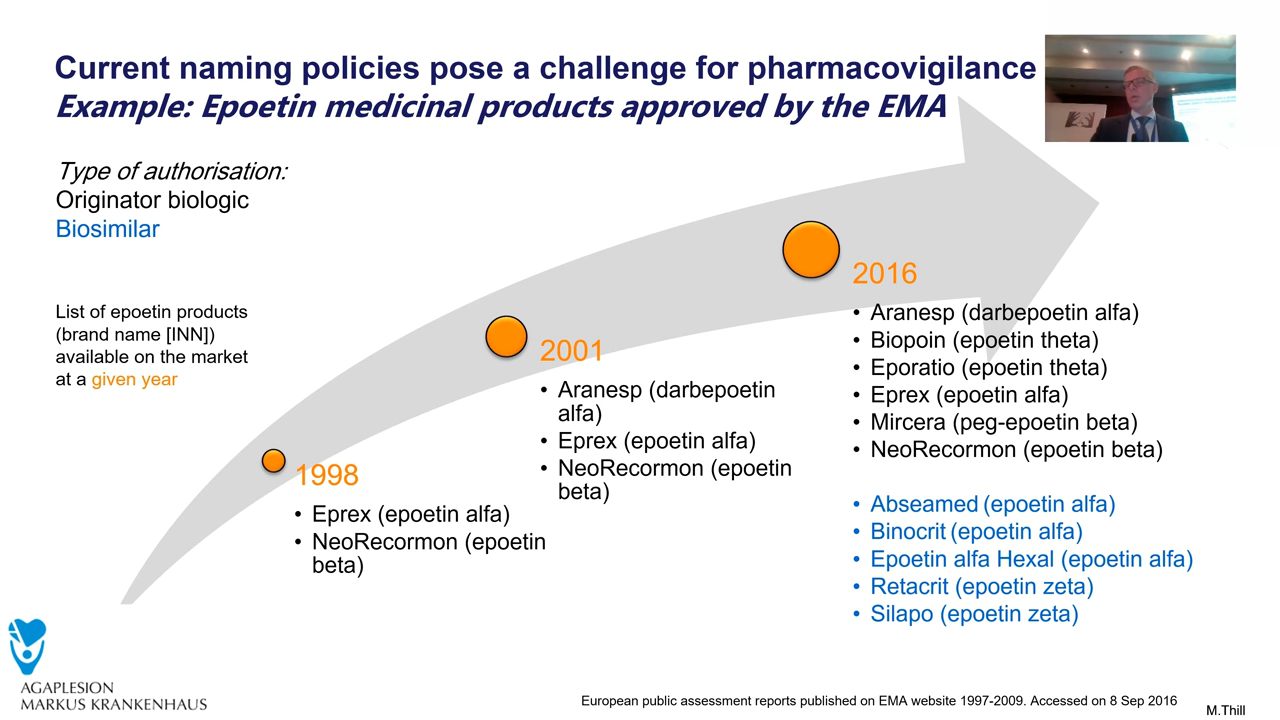 Current naming policies pose a challenge for pharmacovigilance
Example: Epoetin medicinal products approved by the EMA
Type of authorisation:
Originator biologic
Biosimilar
List of epoetin products
(brand name [INN])
available on the market
at a given year
1998
• Eprex (epoetin alfa)
• NeoRecormon (epoetin
beta)
2001
• Aranesp (darbepoetin
alfa)
• Eprex (epoetin alfa)
• NeoRecormon (epoetin
beta)
2016
• Aranesp (darbepoetin alfa)
• Biopoin (epoetin theta)
• Eporatio (epoetin theta)
• Eprex (epoetin alfa)
• Mircera (peg-epoetin beta)
• NeoRecormon (epoetin beta)
• Abseamed (epoetin alfa)
• Binocrit (epoetin alfa)
• Epoetin alfa Hexal (epoetin alfa)
• Retacrit (epoetin zeta)
• Silapo (epoetin zeta)
AGAPLESION
MARKUS KRANKENHAUS
European public assessment reports published on EMA website 1997-2009. Accessed on 8 Sep 2016
M.Thill